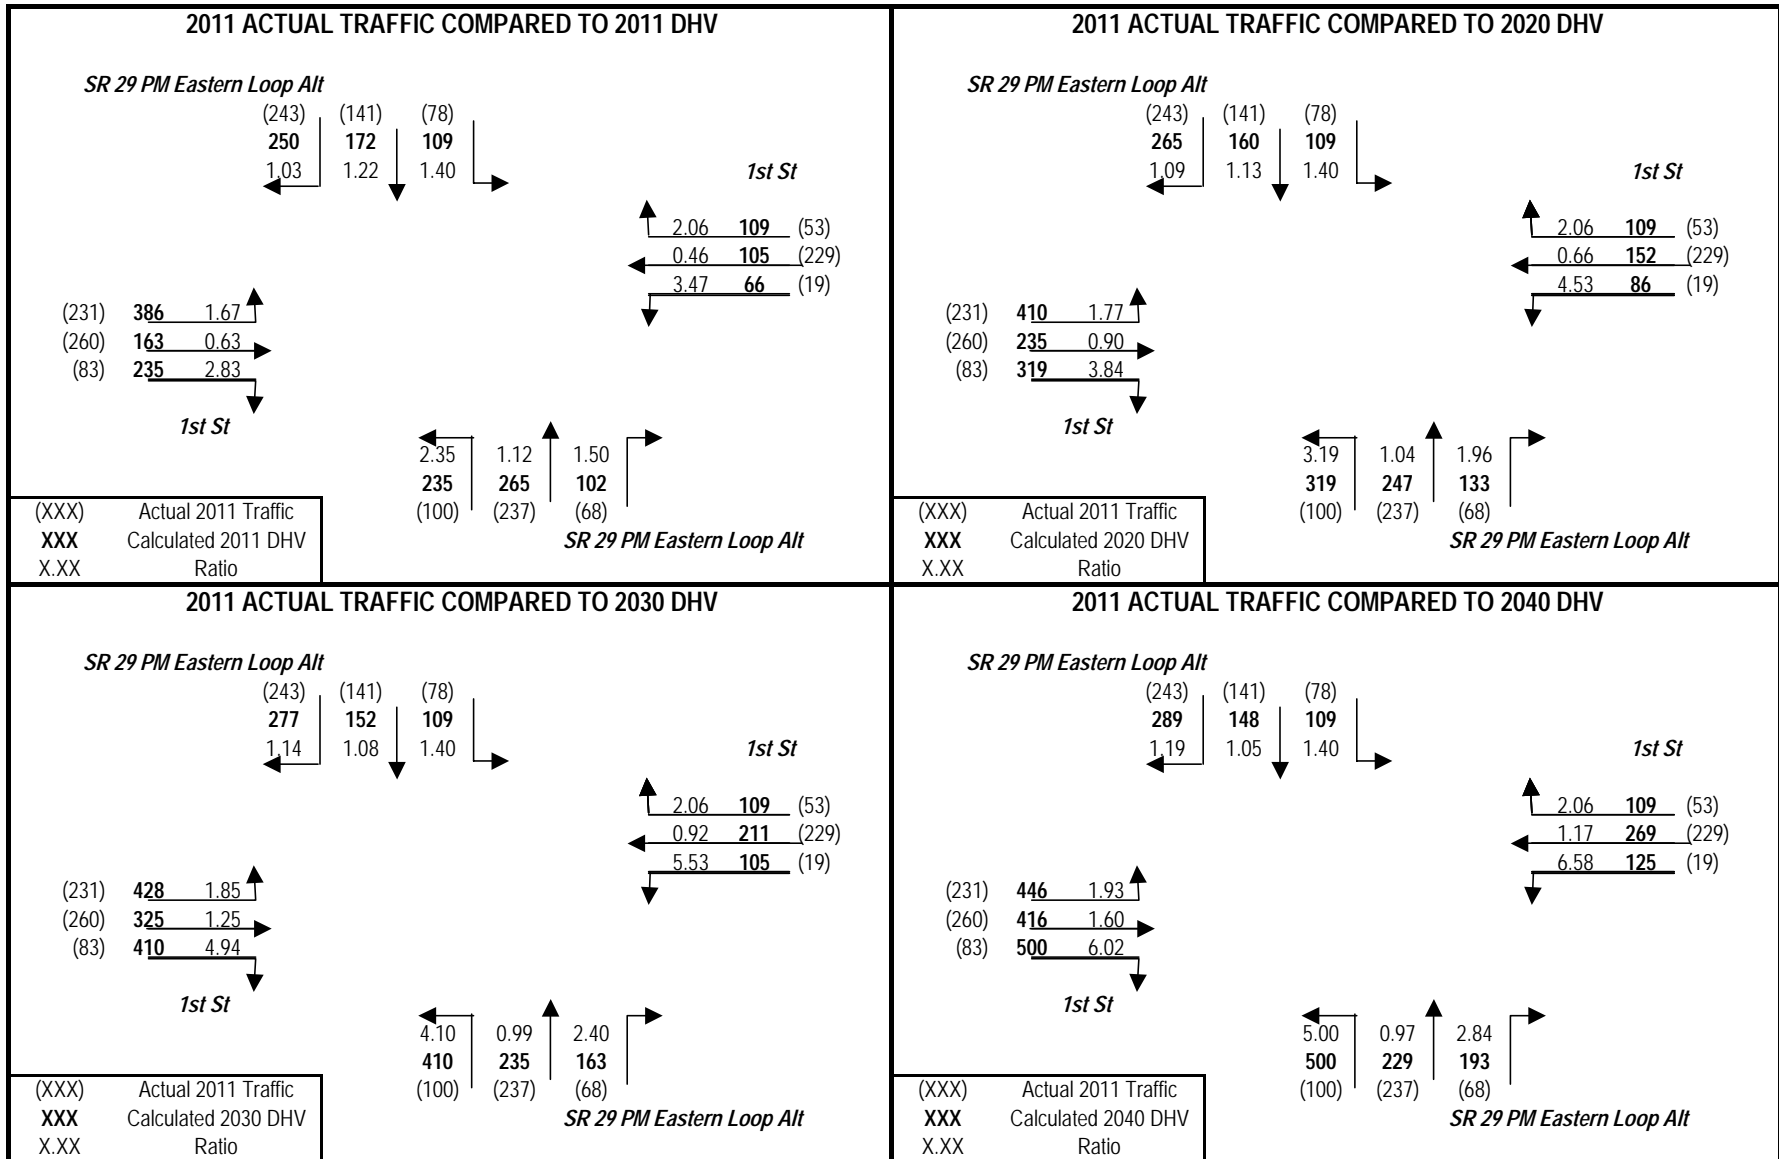 2011 ACTUAL TRAFFIC COMPARED TO 2011 DHV
SR 29 PM Eastern Loop Alt
(243) (141) (78)
250 172 109
1.03 1.22 1.40
1st St
2.06 109 (53)
0.46 105 (229)
3.47 66 (19)
(231) 386 1.67
(260) 163 0.63
(83) 235 2.83
1st St
2.35 1.12 1.50
235 265 102
(100) (237) (68)
SR 29 PM Eastern Loop Alt
(XXX) Actual 2011 Traffic
XXX Calculated 2011 DHV
X.XX Ratio
2011 ACTUAL TRAFFIC COMPARED TO 2020 DHV
SR 29 PM Eastern Loop Alt
(243) (141) (78)
265 160 109
1.09 1.13 1.40
1st St
2.06 109 (53)
0.66 152 (229)
4.53 86 (19)
(231) 410 1.77
(260) 235 0.90
(83) 319 3.84
1st St
3.19 1.04 1.96
319 247 133
(100) (237) (68)
SR 29 PM Eastern Loop Alt
(XXX) Actual 2011 Traffic
XXX Calculated 2020 DHV
X.XX Ratio
2011 ACTUAL TRAFFIC COMPARED TO 2030 DHV
SR 29 PM Eastern Loop Alt
(243) (141) (78)
277 152 109
1.14 1.08 1.40
1st St
2.06 109 (53)
0.92 211 (229)
5.53 105 (19)
(231) 428 1.85
(260) 325 1.25
(83) 410 4.94
1st St
4.10 0.99 2.40
410 235 163
(100) (237) (68)
SR 29 PM Eastern Loop Alt
(XXX) Actual 2011 Traffic
XXX Calculated 2030 DHV
X.XX Ratio
2011 ACTUAL TRAFFIC COMPARED TO 2040 DHV
SR 29 PM Eastern Loop Alt
(243) (141) (78)
289 148 109
1.19 1.05 1.40
1st St
2.06 109 (53)
1.17 269 (229)
6.58 125 (19)
(231) 446 1.93
(260) 416 1.60
(83) 500 6.02
1st St
5.00 0.97 2.84
500 229 193
(100) (237) (68)
SR 29 PM Eastern Loop Alt
(XXX) Actual 2011 Traffic
XXX Calculated 2040 DHV
X.XX Ratio